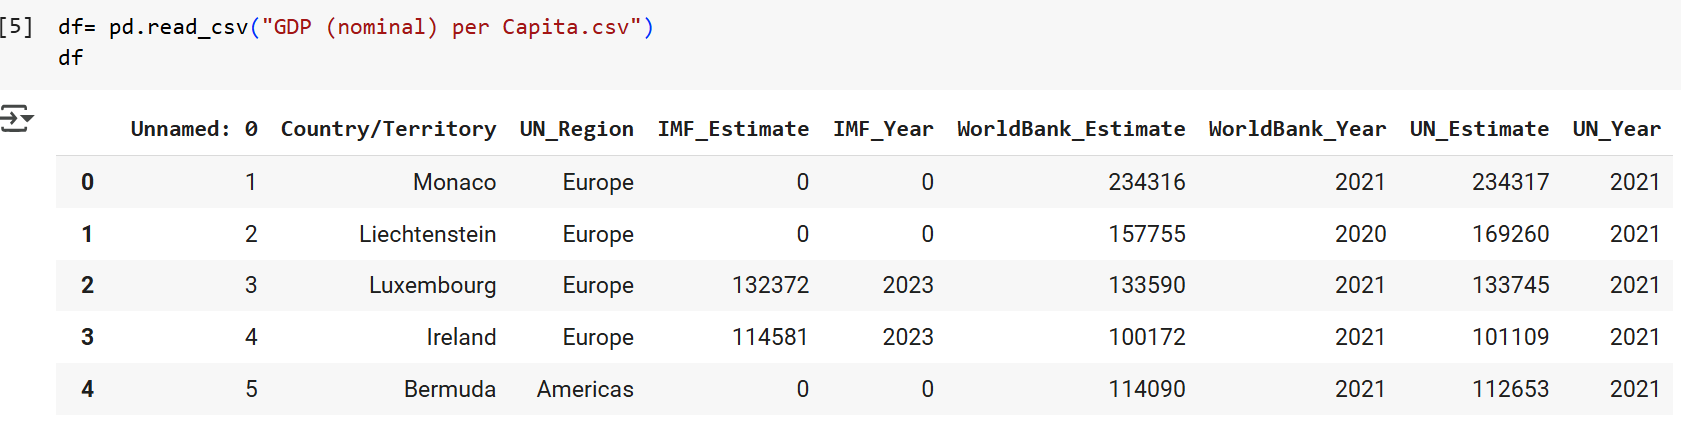 [5] df= pd.read_csv("GDP (nominal) per Capita.csv")
df
Unnamed: 0 Country/Territory UN_Region IMF_Estimate IMF_Year WorldBank_Estimate WorldBank_Year UN_Estimate UN_Year
0 1 Monaco Europe 0 0 234316 2021 234317 2021
1 2 Liechtenstein Europe 0 0 157755 2020 169260 2021
2 3 Luxembourg Europe 132372 2023 133590 2021 133745 2021
3 4 Ireland Europe 114581 2023 100172 2021 101109 2021
4 5 Bermuda Americas 0 0 114090 2021 112653 2021